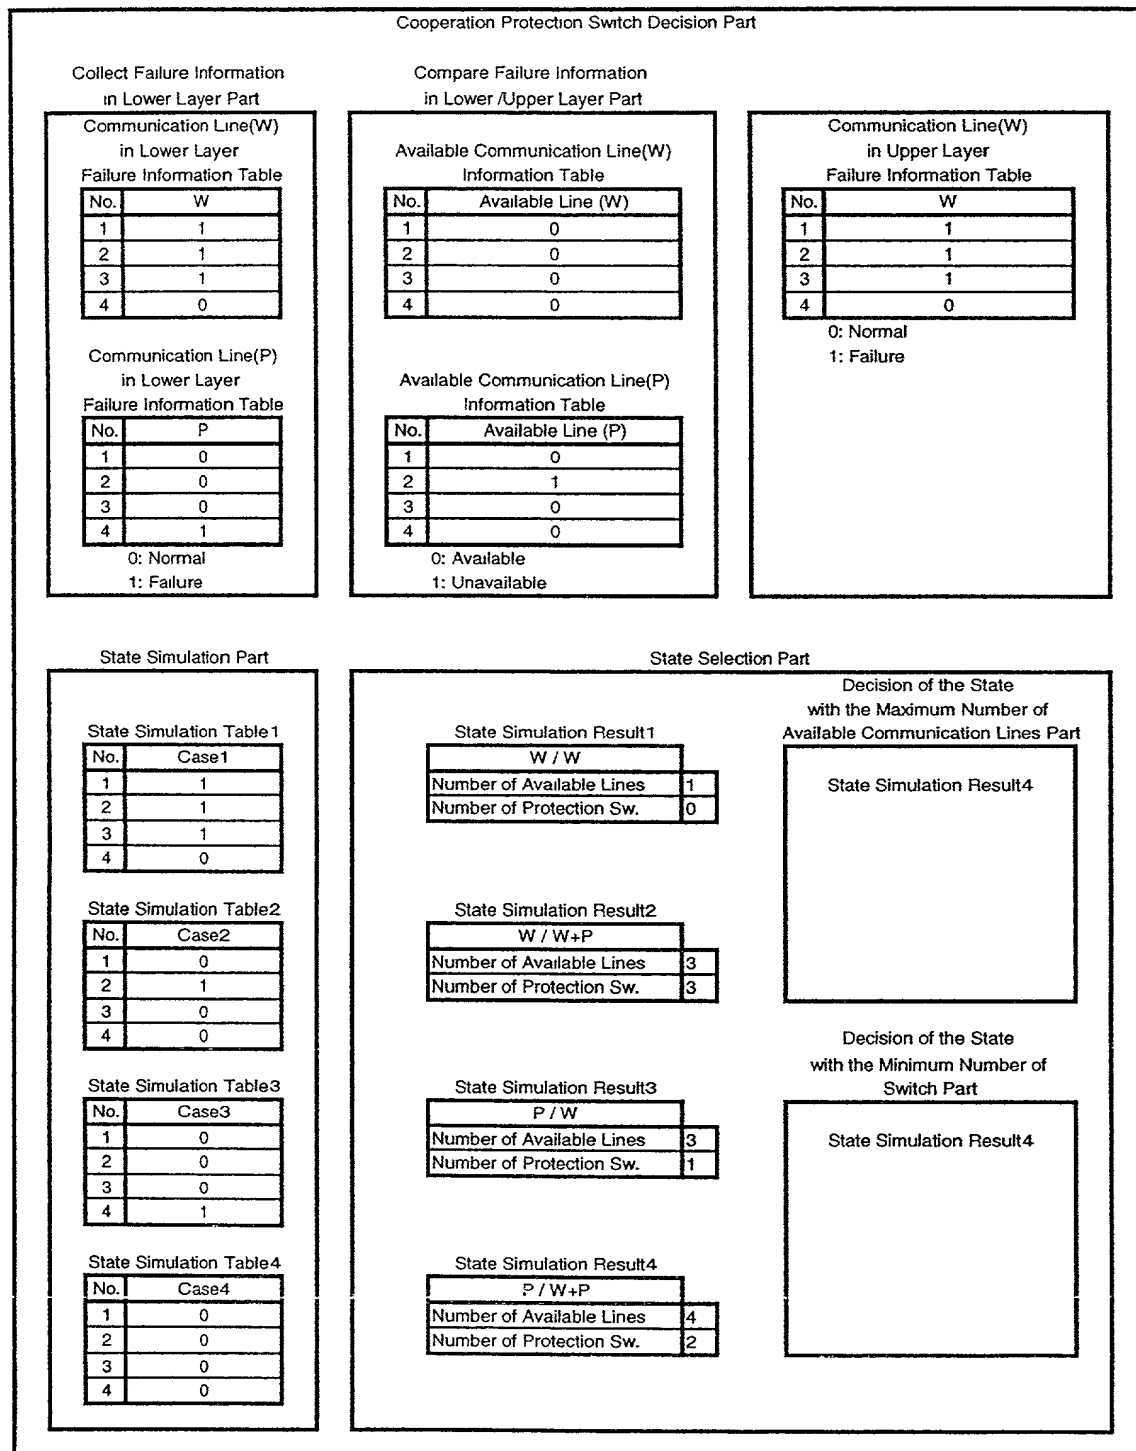 Cooperation Protection Switch Decision Part
Collect Failure Information
in Lower Layer Part
Communication Line(W)
in Lower Layer
Failure Information Table
No. W
1 1
2 1
3 1
4 0
Communication Line(P)
in Lower Layer
Failure Information Table
No. P
1 0
2 0
3 0
4 1
0: Normal
1: Failure
Compare Failure Information
in Lower /Upper Layer Part
Available Communication Line(W)
Information Table
No. Available Line (W)
1 0
2 0
3 0
4 0
Available Communication Line(P)
Information Table
No. Available Line (P)
1 0
2 1
3 0
4 0
0: Available
1: Unavailable
Communication Line(W)
in Upper Layer
Failure Information Table
No. W
1 1
2 1
3 1
4 0
0: Normal
1: Failure
State Simulation Part
State Simulation Table1
No. Case1
1 1
2 1
3 1
4 0
State Simulation Table2
No. Case2
1 0
2 1
3 0
4 0
State Simulation Table3
No. Case3
1 0
2 0
3 0
4 1
State Simulation Table4
No. Case4
1 0
2 0
3 0
4 0
State Selection Part
State Simulation Result1
W / W
Number of Available Lines 1
Number of Protection Sw. 0
State Simulation Result2
W / W+P
Number of Available Lines 3
Number of Protection Sw. 3
State Simulation Result3
P / W
Number of Available Lines 3
Number of Protection Sw. 1
State Simulation Result4
P / W+P
Number of Available Lines 4
Number of Protection Sw. 2
Decision of the State
with the Maximum Number of
Available Communication Lines Part
State Simulation Result4
Decision of the State
with the Minimum Number of
Switch Part
State Simulation Result4